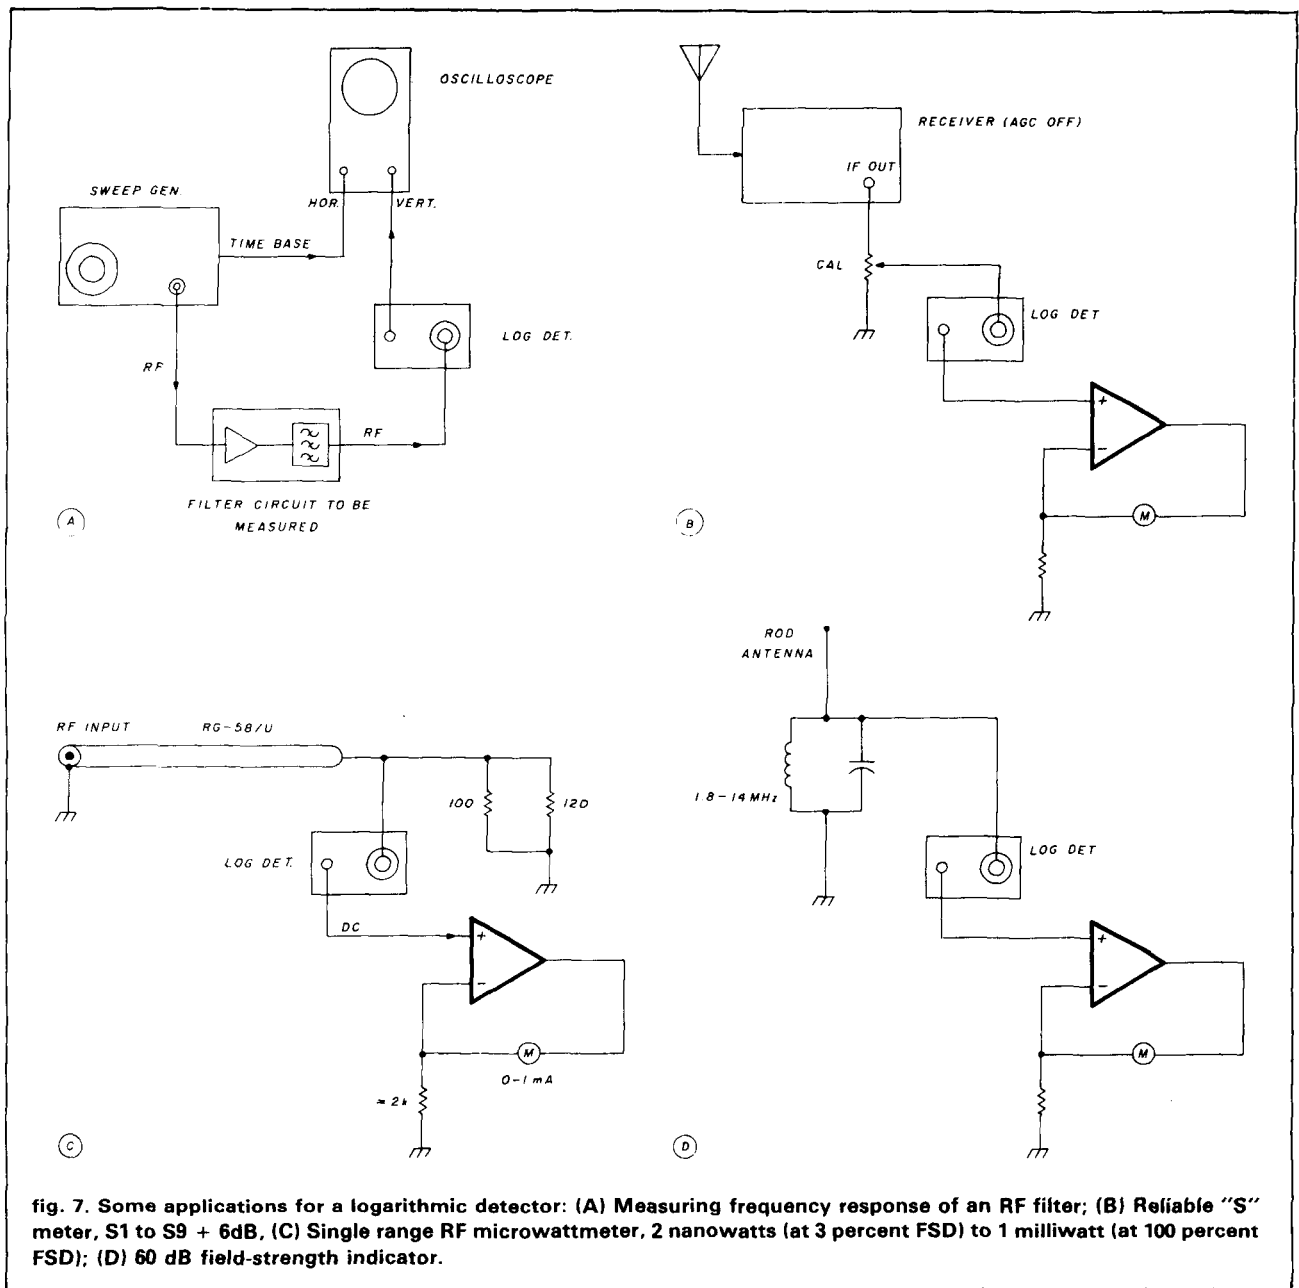 OSCILLOSCOPE
SWEEP GEN.
HOR.
VERT.
TIME BASE
LOG DET.
RF
RF
FILTER CIRCUIT TO BE
MEASURED
A
RECEIVER (AGC OFF)
IF OUT
CAL
LOG DET
+
−
M
B
RF INPUT
RG-58/U
100
120
LOG DET.
DC
+
−
M
0-1mA
≈ 2k
C
ROD
ANTENNA
1.8-14MHz
LOG DET
+
−
M
D
fig. 7. Some applications for a logarithmic detector: (A) Measuring frequency response of an RF filter; (B) Reliable "S"
meter, S1 to S9 + 6dB, (C) Single range RF microwattmeter, 2 nanowatts (at 3 percent FSD) to 1 milliwatt (at 100 percent
FSD); (D) 60 dB field-strength indicator.